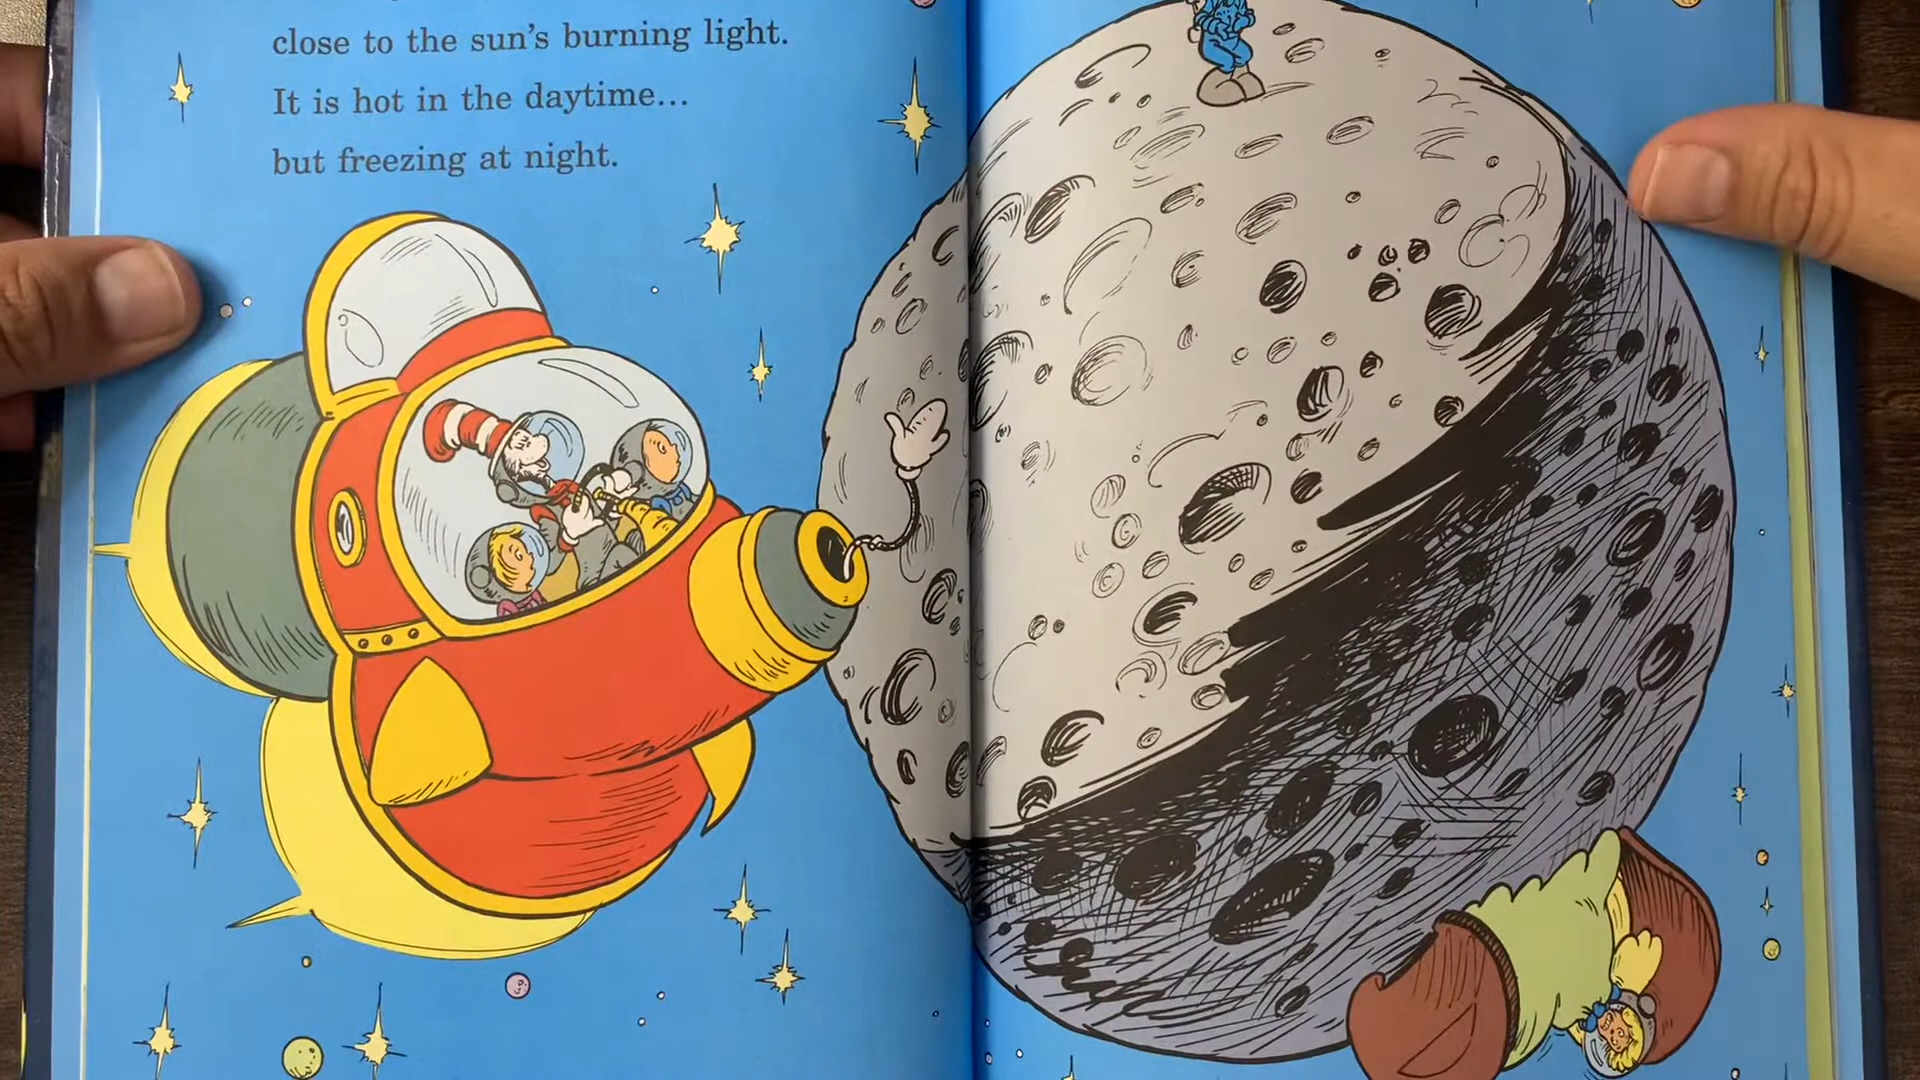 close to the sun's burning light.
It is hot in the daytime...
but freezing at night.